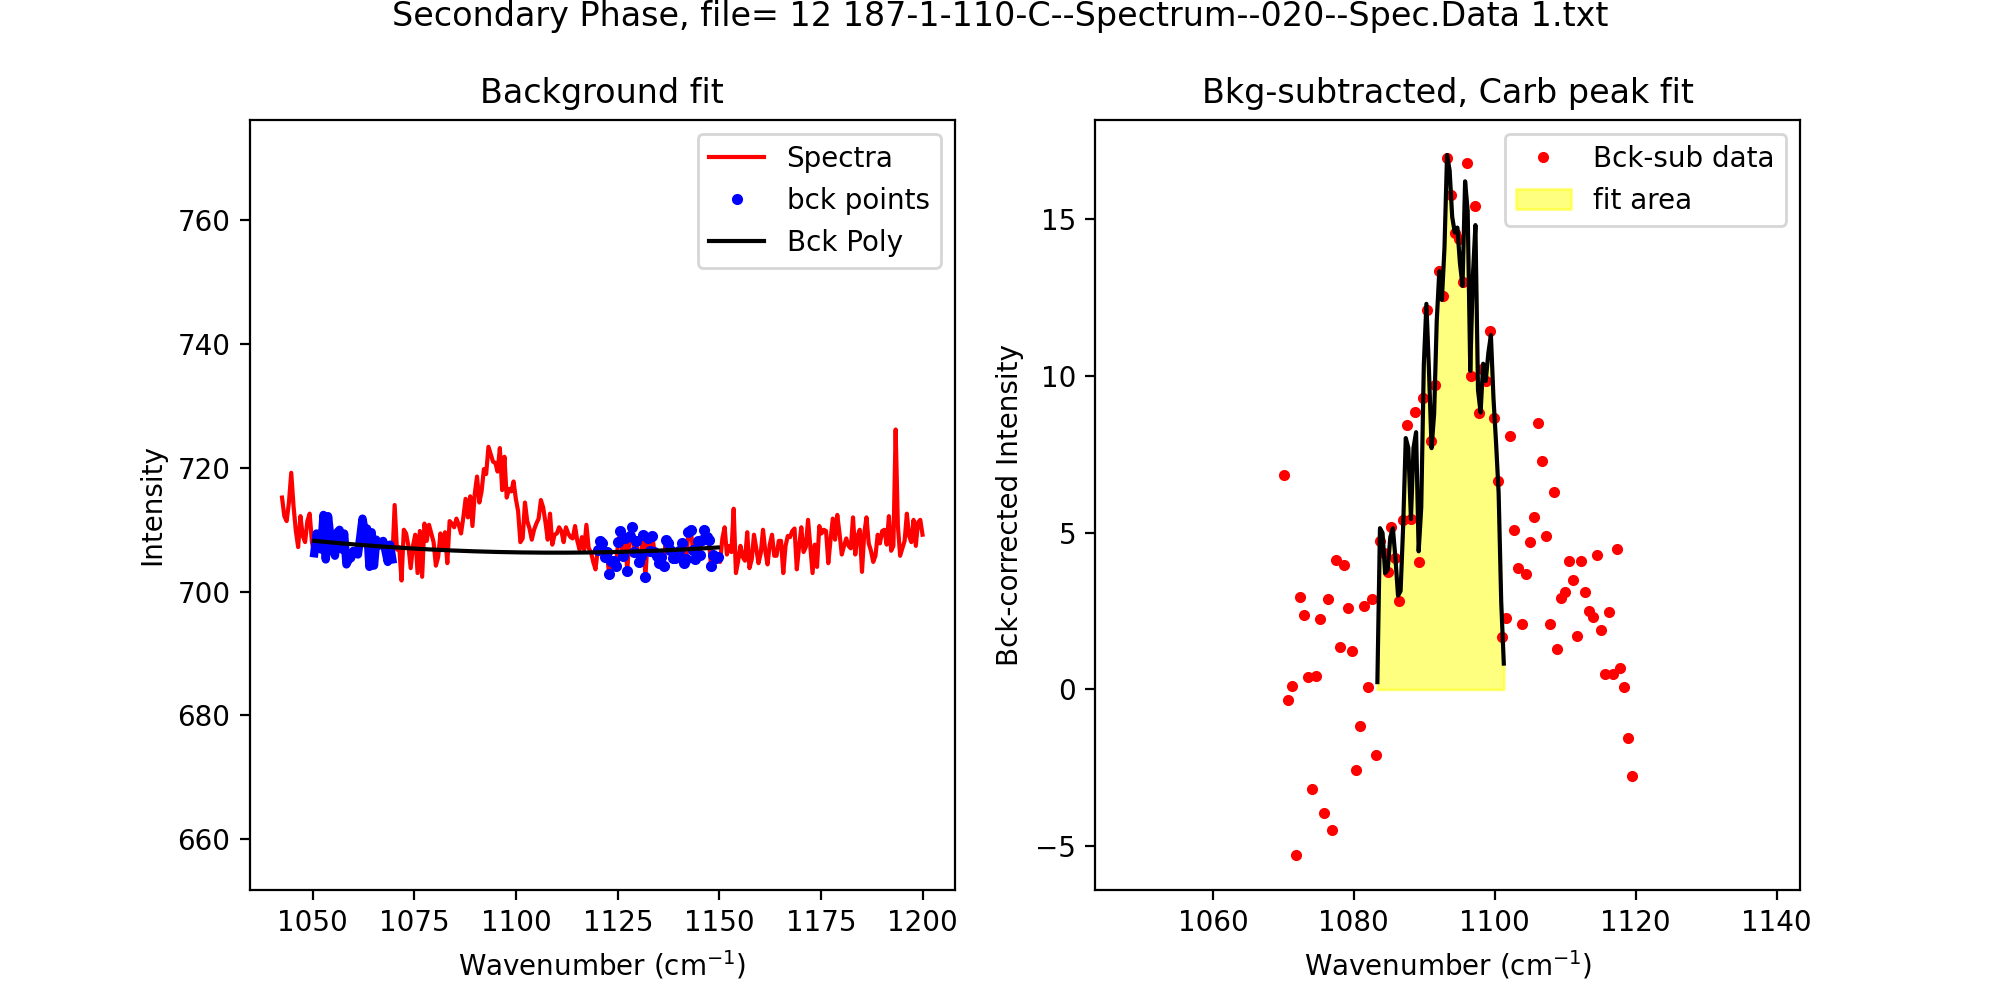 Secondary Phase, file= 12 187-1-110-C--Spectrum--020--Spec.Data 1.txt
Background fit
Spectra
bck points
Bck Poly
Intensity
760
740
720
700
680
660
1050 1075 1100 1125 1150 1175 1200
Wavenumber (cm⁻¹)
Bkg-subtracted, Carb peak fit
Bck-sub data
fit area
Bck-corrected Intensity
15
10
5
0
−5
1060 1080 1100 1120 1140
Wavenumber (cm⁻¹)